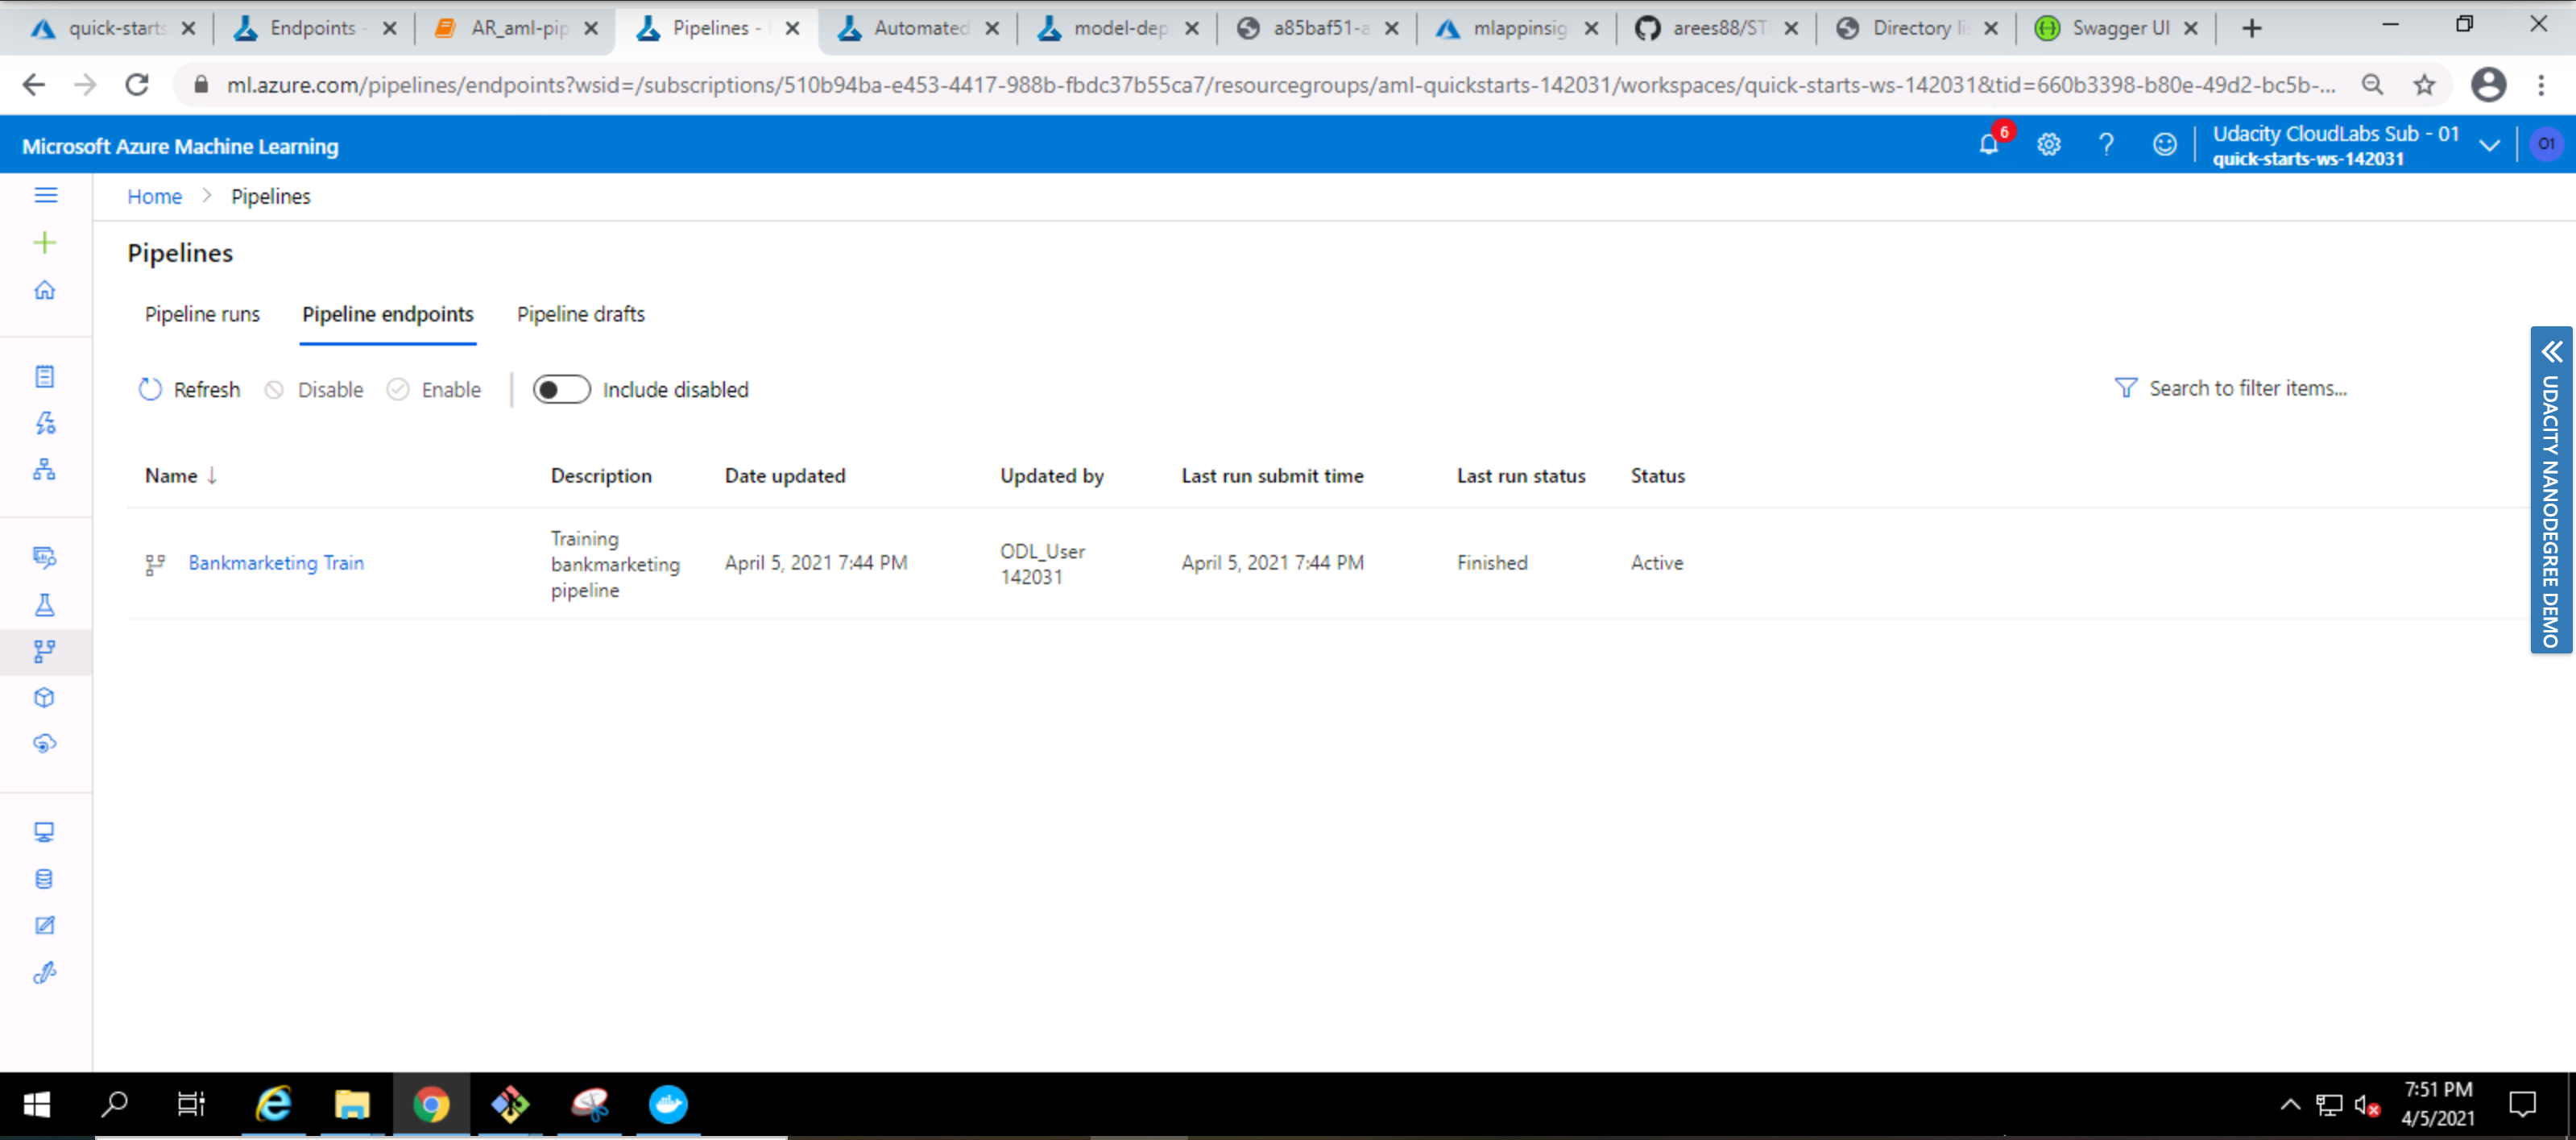 quick-starts
Endpoints -
AR_aml-pip
Pipelines -
Automated
model-dep
a85baf51-a
mlappinsig
arees88/ST
Directory li
Swagger UI
ml.azure.com/pipelines/endpoints?wsid=/subscriptions/510b94ba-e453-4417-988b-fbdc37b55ca7/resourcegroups/aml-quickstarts-142031/workspaces/quick-starts-ws-142031&tid=660b3398-b80e-49d2-bc5b-...
Microsoft Azure Machine Learning
6
?
Udacity CloudLabs Sub - 01
quick-starts-ws-142031
01
Home > Pipelines
Pipelines
Pipeline runs
Pipeline endpoints
Pipeline drafts
Refresh
Disable
Enable
Include disabled
Search to filter items...
UDACITY NANODEGREE DEMO
Name ↓
Description
Date updated
Updated by
Last run submit time
Last run status
Status
Bankmarketing Train
Training
bankmarketing
pipeline
April 5, 2021 7:44 PM
ODL_User
142031
April 5, 2021 7:44 PM
Finished
Active
7:51 PM
4/5/2021